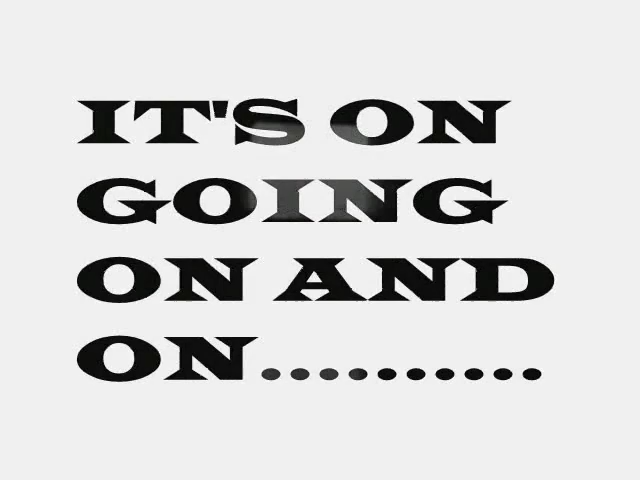 IT'S ON
GOING
ON AND
ON..........